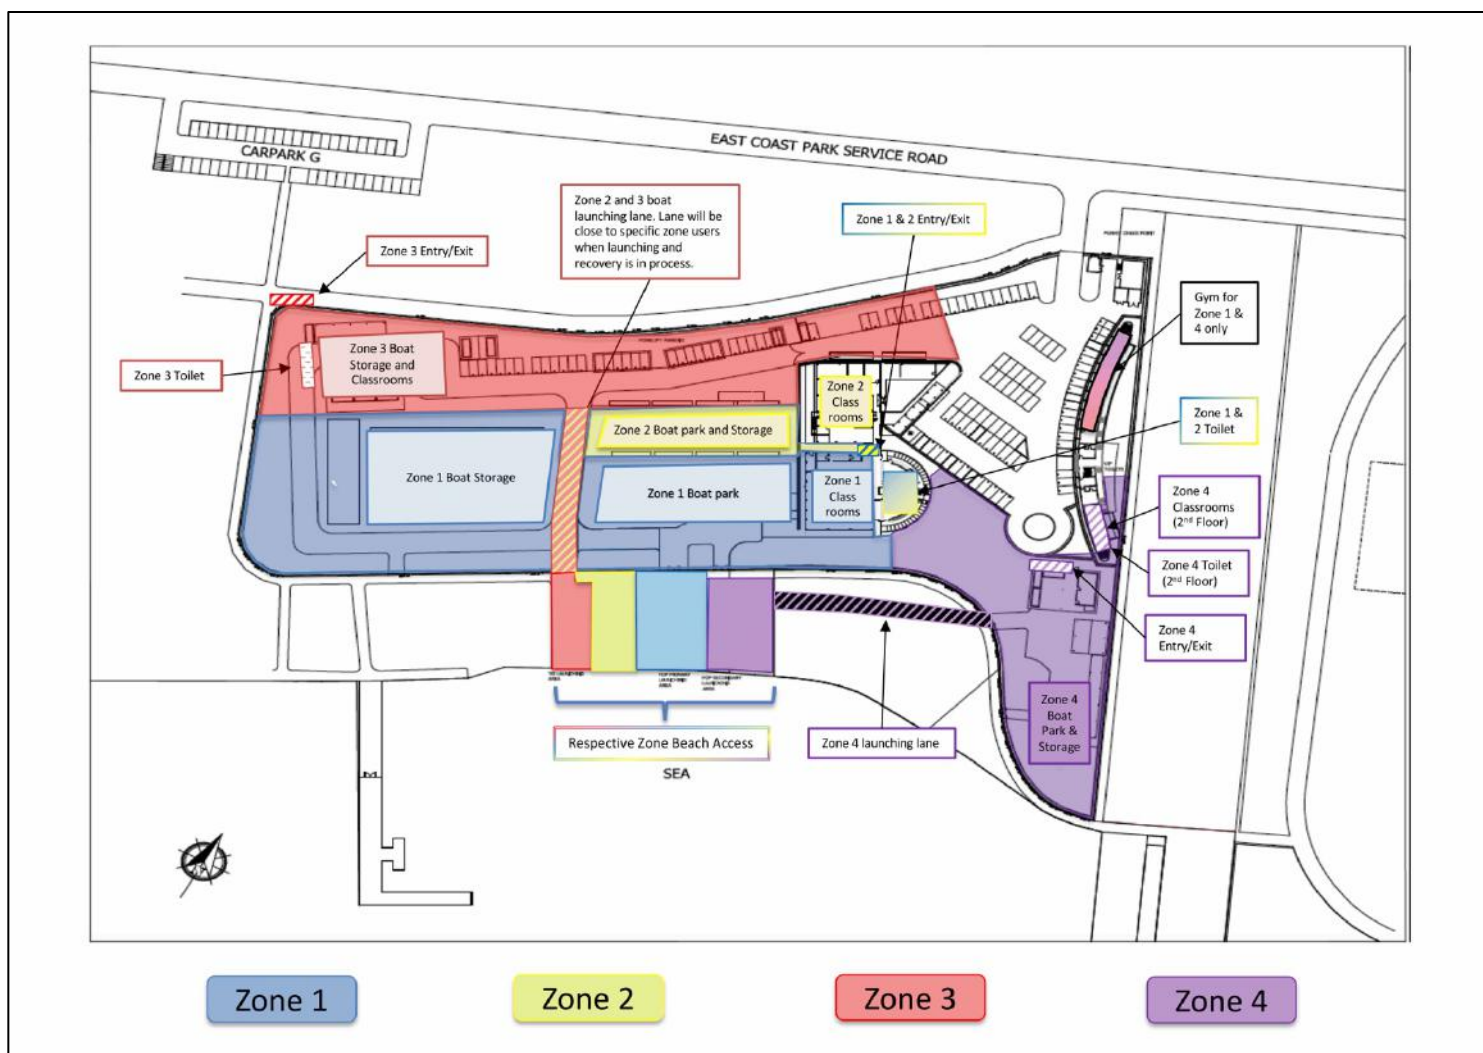 EAST COAST PARK SERVICE ROAD
CARPARK G
Zone 2 and 3 boat
launching lane. Lane will be
close to specific zone users
when launching and
recovery is in process.
Zone 1 & 2 Entry/Exit
Zone 3 Entry/Exit
Gym for
Zone 1 &
4 only
Zone 3 Toilet
Zone 3 Boat
Storage and
Classrooms
Zone 2
Class
rooms
Zone 1 &
2 Toilet
Zone 2 Boat park and Storage
Zone 1 Boat Storage
Zone 1 Boat park
Zone 1
Class
rooms
Zone 4
Classrooms
(2nd Floor)
Zone 4 Toilet
(2nd Floor)
Zone 4
Entry/Exit
Zone 4
Boat
Park &
Storage
Respective Zone Beach Access
Zone 4 launching lane
SEA
Zone 1
Zone 2
Zone 3
Zone 4